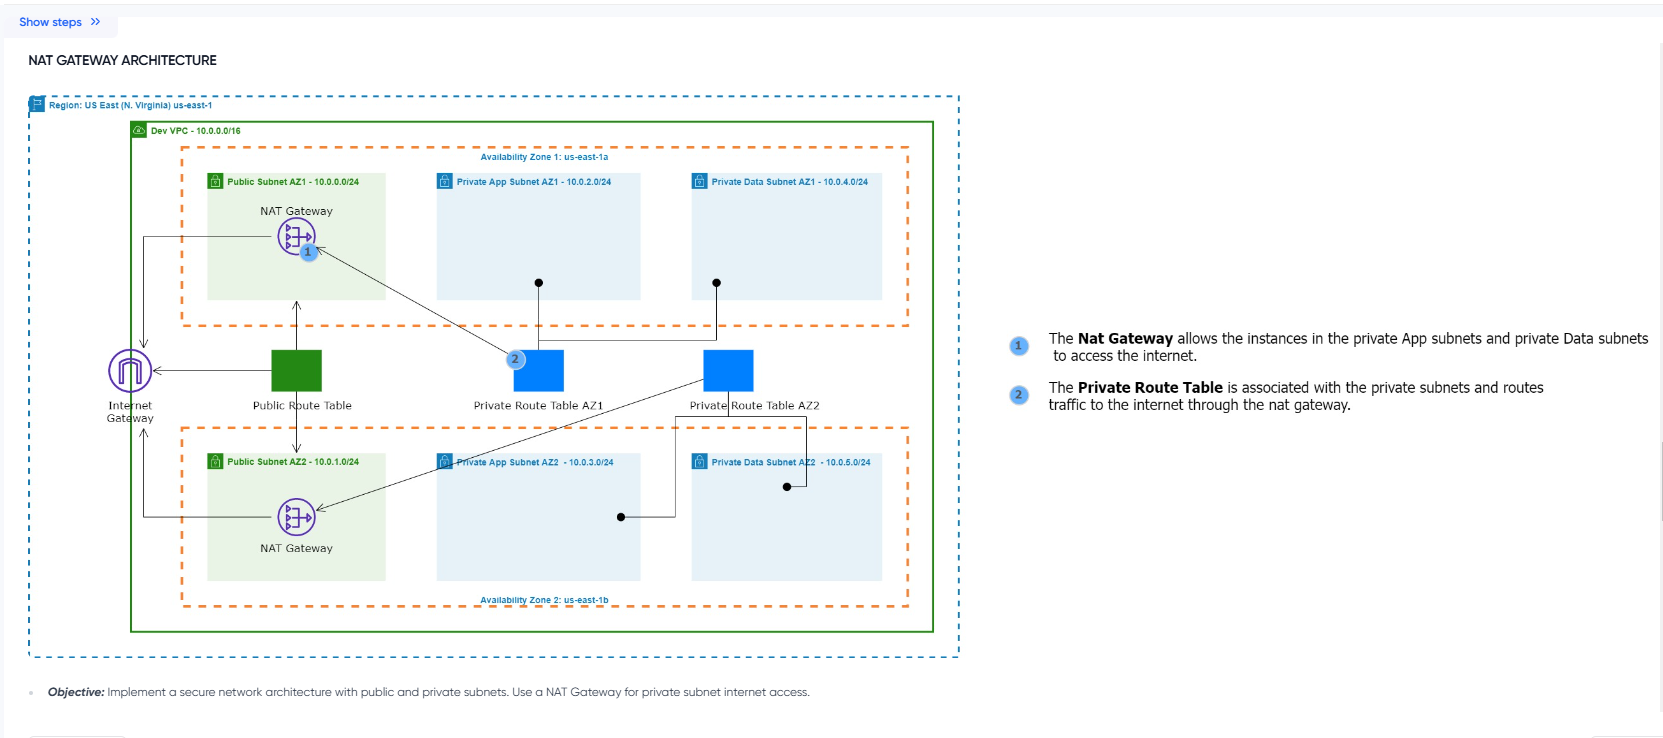 Show steps »
NAT GATEWAY ARCHITECTURE
Region: US East (N. Virginia) us-east-1
Dev VPC - 10.0.0.0/16
Availability Zone 1: us-east-1a
Public Subnet AZ1 - 10.0.0.0/24
Private App Subnet AZ1 - 10.0.2.0/24
Private Data Subnet AZ1 - 10.0.4.0/24
NAT Gateway
1
2
Internet
Gateway
Public Route Table
Private Route Table AZ1
Private Route Table AZ2
Public Subnet AZ2 - 10.0.1.0/24
Private App Subnet AZ2 - 10.0.3.0/24
Private Data Subnet AZ2 - 10.0.5.0/24
NAT Gateway
Availability Zone 2: us-east-1b
1 The Nat Gateway allows the instances in the private App subnets and private Data subnets
to access the internet.
2 The Private Route Table is associated with the private subnets and routes
traffic to the internet through the nat gateway.
Objective: Implement a secure network architecture with public and private subnets. Use a NAT Gateway for private subnet internet access.